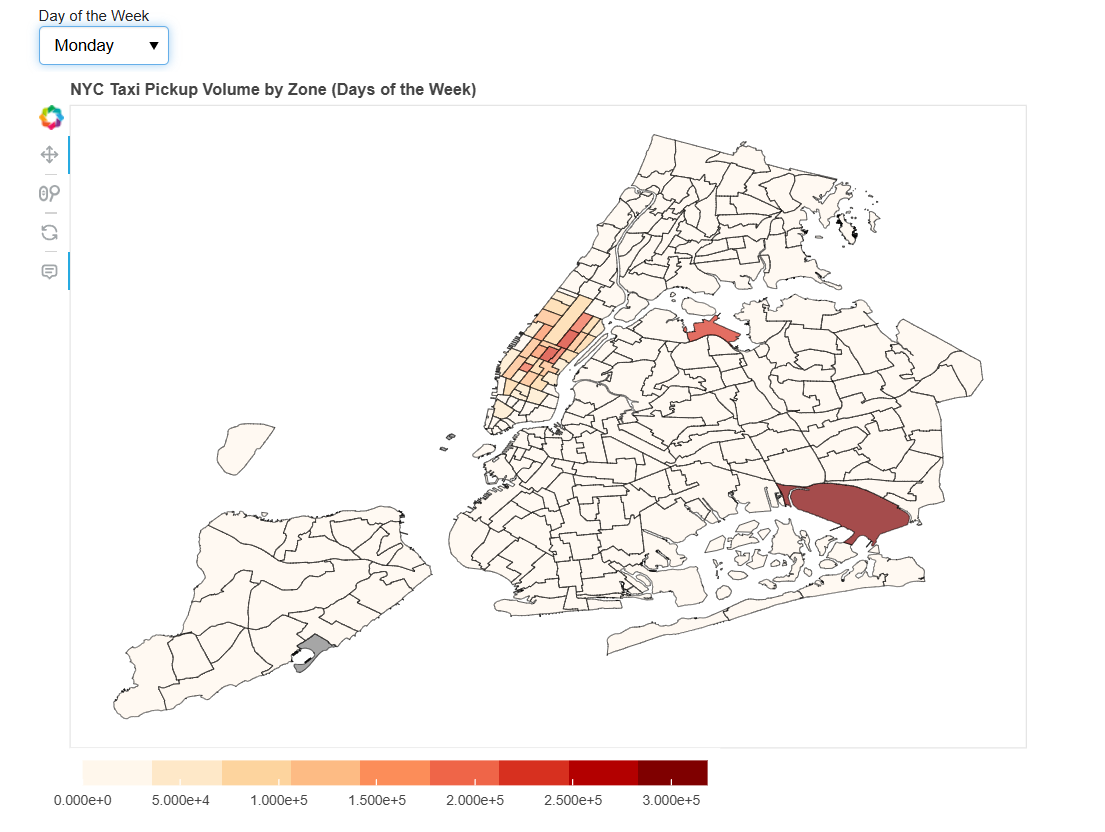 Day of the Week
Monday
NYC Taxi Pickup Volume by Zone (Days of the Week)
0.000e+0 5.000e+4 1.000e+5 1.500e+5 2.000e+5 2.500e+5 3.000e+5